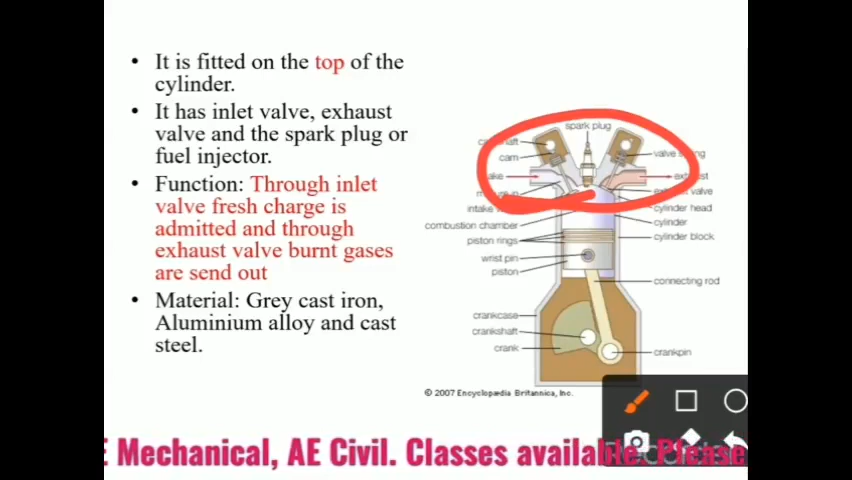 • It is fitted on the top of the
cylinder.
• It has inlet valve, exhaust
valve and the spark plug or
fuel injector.
• Function: Through inlet
valve fresh charge is
admitted and through
exhaust valve burnt gases
are send out
• Material: Grey cast iron,
Aluminium alloy and cast
steel.
spark plug
cam
valve
exhaust
valve
cylinder head
intake
cylinder
combustion chamber
cylinder block
piston rings
wrist pin
piston
connecting rod
crankcase
crankshaft
crank
crankpin
© 2007 Encyclopædia Britannica, Inc.
E Mechanical, AE Civil. Classes available. Please